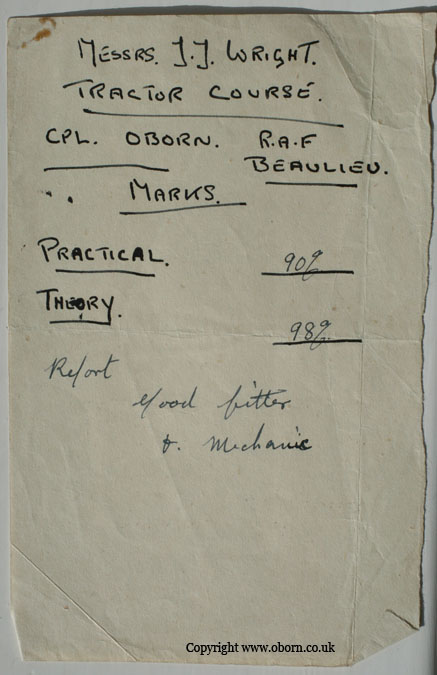 MESSRS. J.J. WRIGHT.
TRACTOR COURSE.
CPL. OBORN. R.A.F
BEAULIEU.
MARKS.
PRACTICAL. 90%
THEORY. 98%
Report
Good fitter
& Mechanic
Copyright www.oborn.co.uk